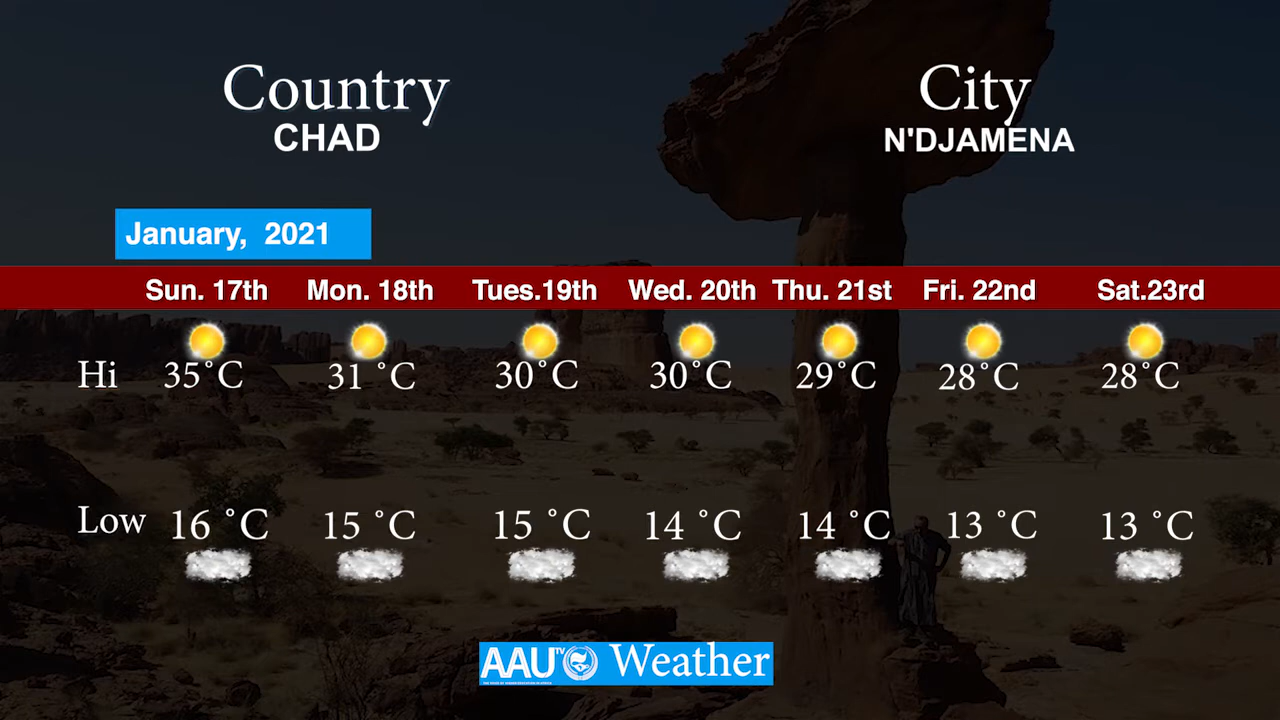 Country
CHAD
City
N'DJAMENA
January, 2021
Sun. 17th Mon. 18th Tues.19th Wed. 20th Thu. 21st Fri. 22nd Sat.23rd
Hi 35°C 31 °C 30°C 30°C 29°C 28°C 28°C
Low 16 °C 15 °C 15 °C 14 °C 14 °C 13 °C 13 °C
AAU TV Weather